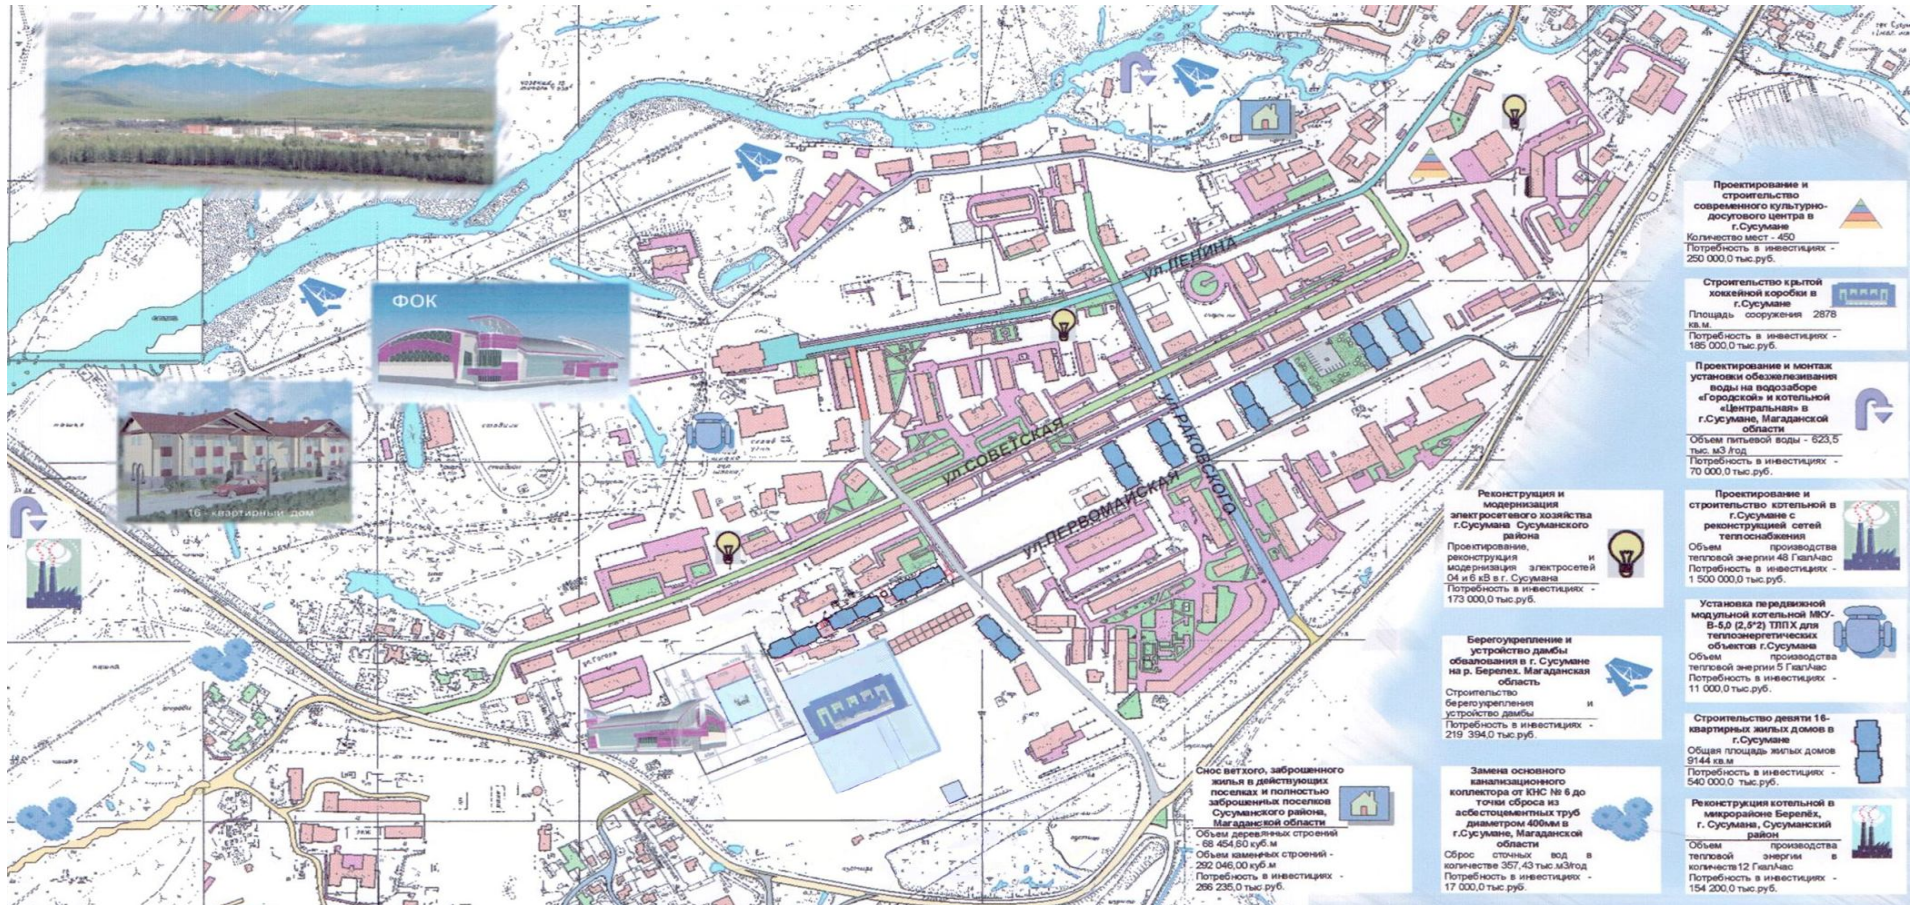 ФОК
16 - квартирный дом
ул.ЛЕНИНА
ул.СОВЕТСКАЯ
ул.РАКОВСКОГО
ул.ПЕРВОМАЙСКАЯ
Проектирование и
строительство
современного культурно-
досугового центра в
г.Сусумане
Количество мест - 450
Потребность в инвестициях -
250 000,0 тыс.руб.
Строительство крытой
хоккейной коробки в
г.Сусумане
Площадь сооружения 2878
кв.м.
Потребность в инвестициях -
185 000,0 тыс.руб.
Проектирование и монтаж
установки обезжелезивания
воды на водозаборе
«Городской» и котельной
«Центральная» в
г.Сусумане, Магаданской
области
Объем питьевой воды - 623,5
тыс. м3 /год
Потребность в инвестициях -
70 000,0 тыс.руб.
Реконструкция и
модернизация
электросетевого хозяйства
г.Сусумана Сусуманского
района
Проектирование,
реконструкция и
модернизация электросетей
04 и 6 кВ в г. Сусумана
Потребность в инвестициях -
173 000,0 тыс.руб.
Проектирование и
строительство котельной в
г.Сусумане с
реконструкцией сетей
теплоснабжения
Объем производства
тепловой энергии 48 Гкал/час
Потребность в инвестициях -
1 500 000,0 тыс.руб.
Берегоукрепление и
устройство дамбы
обвалования в г. Сусумане
на р. Берелех. Магаданская
область
Строительство
берегоукрепления и
устройство дамбы
Потребность в инвестициях -
219 394,0 тыс.руб.
Установка передвижной
модульной котельной МКУ-
В-5,0 (2,5*2) ТЛПХ для
теплоэнергетических
объектов г.Сусумана
Объем производства
тепловой энергии 5 Гкал/час
Потребность в инвестициях -
11 000,0 тыс.руб.
Строительство девяти 16-
квартирных жилых домов в
г.Сусумане
Общая площадь жилых домов
9144 кв.м
Потребность в инвестициях -
540 000,0 тыс.руб.
Снос ветхого, заброшенного
жилья в действующих
поселках и полностью
заброшенных поселков
Сусуманского района,
Магаданской области
Объем деревянных строений
68 454,60 куб.м
Объем каменных строений -
292 046,00 куб.м
Потребность в инвестициях -
266 235,0 тыс.руб.
Замена основного
канализационного
коллектора от КНС № 6 до
точки сброса из
асбестоцементных труб
диаметром 400мм в
г.Сусумане, Магаданской
области
Сброс сточных вод в
количестве 357,43 тыс.м3/год
Потребность в инвестициях -
17 000,0 тыс.руб.
Реконструкция котельной в
микрорайоне Берелёх,
г. Сусумана, Сусуманский
район
Объем производства
тепловой энергии в
количеств12 Гкал/час
Потребность в инвестициях -
154 200,0 тыс.руб.